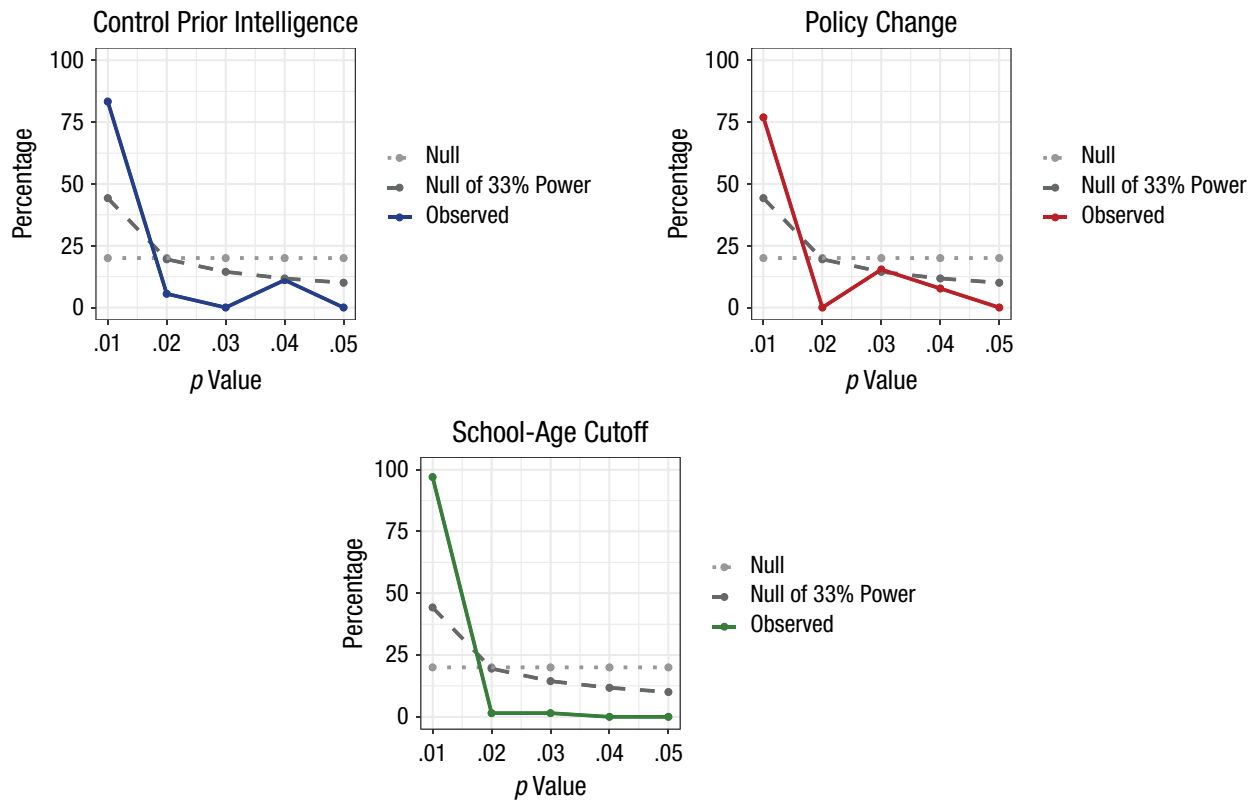 Control Prior Intelligence
100
75
50
25
0
Percentage
.01 .02 .03 .04 .05
p Value
Null
Null of 33% Power
Observed
Policy Change
100
75
50
25
0
Percentage
.01 .02 .03 .04 .05
p Value
Null
Null of 33% Power
Observed
School-Age Cutoff
100
75
50
25
0
Percentage
.01 .02 .03 .04 .05
p Value
Null
Null of 33% Power
Observed